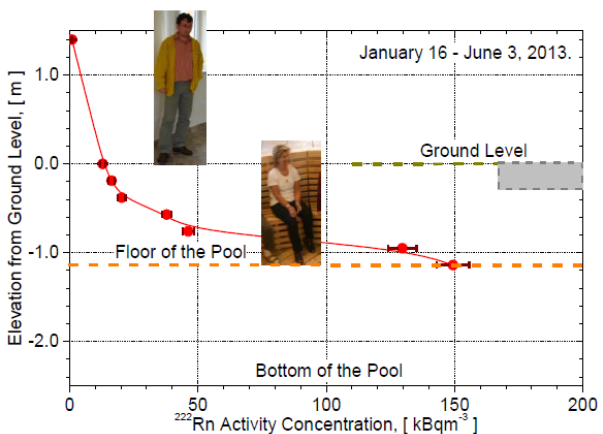 January 16 - June 3, 2013.
Elevation from Ground Level, [ m ]
1.0
0.0
-1.0
-2.0
Ground Level
Floor of the Pool
Bottom of the Pool
0
50
100
150
200
²²²Rn Activity Concentration, [ kBqm⁻³ ]